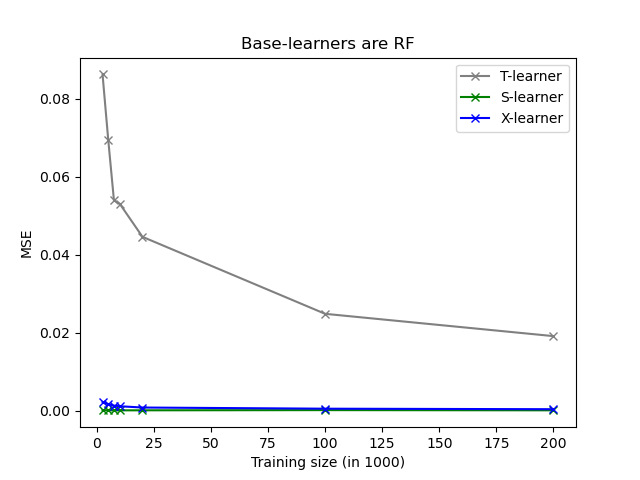 Base-learners are RF
T-learner
S-learner
X-learner
MSE
0.08
0.06
0.04
0.02
0.00
0 25 50 75 100 125 150 175 200
Training size (in 1000)